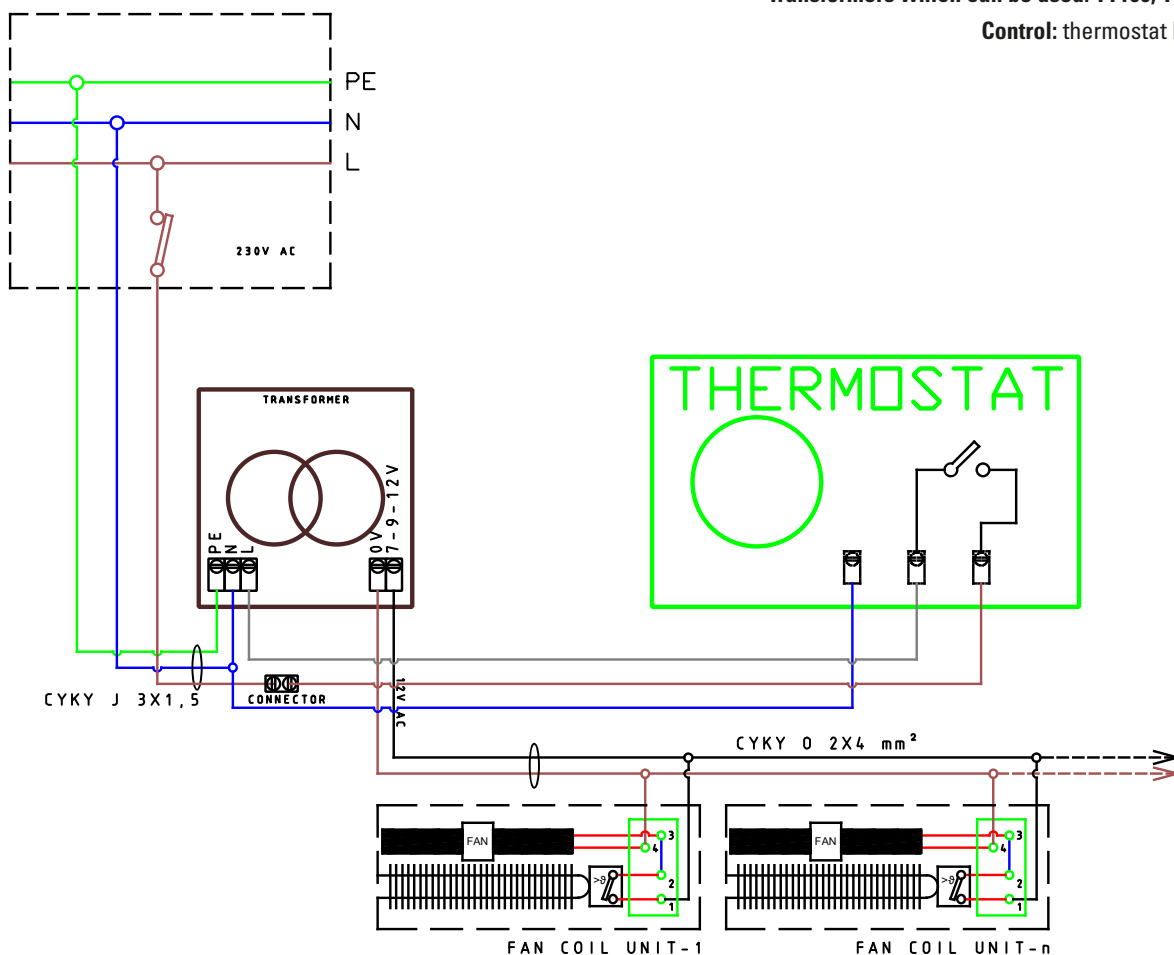 Control: thermostat
PE
N
L
230V AC
TRANSFORMER
PE
N
L
0V
7-9-12V
THERMOSTAT
CYKY J 3X1,5
CONNECTOR
12V AC
CYKY O 2X4 mm²
FAN
3
4
>ϑ
2
1
FAN COIL UNIT-1
FAN
3
4
>ϑ
2
1
FAN COIL UNIT-n